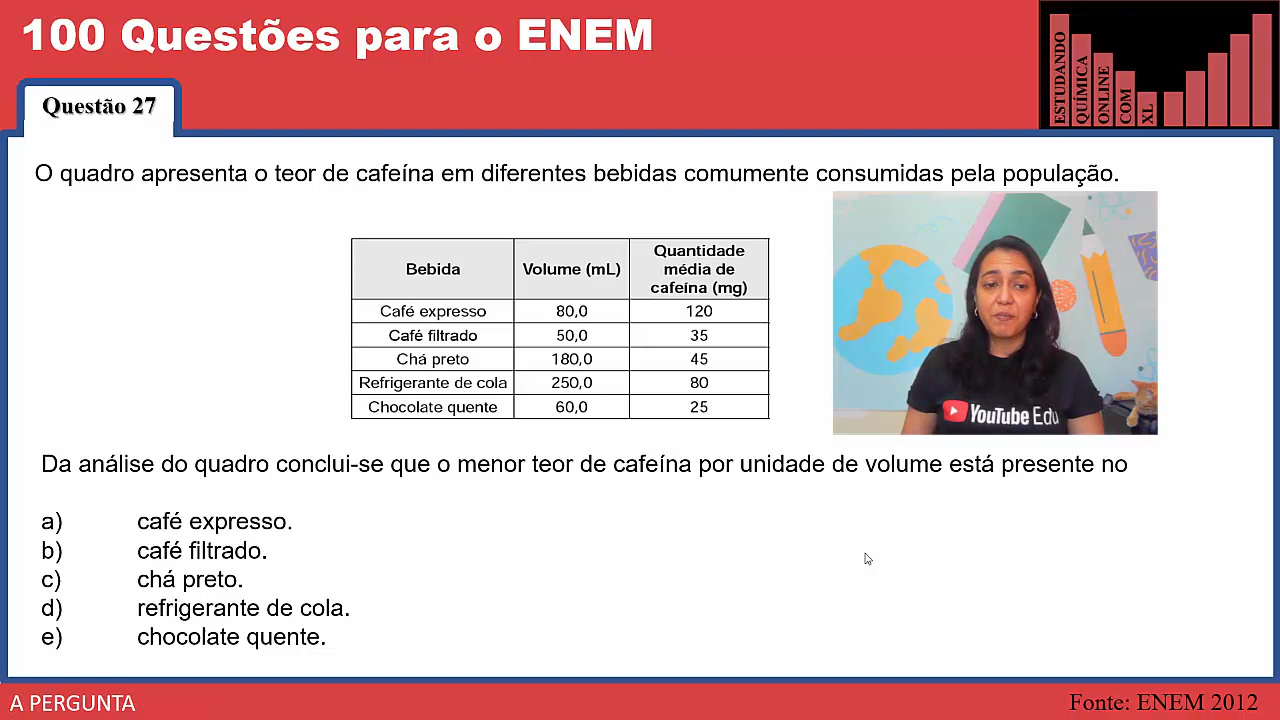 100 Questões para o ENEM
ESTUDANDO
QUÍMICA
ONLINE
COM
XL
Questão 27
O quadro apresenta o teor de cafeína em diferentes bebidas comumente consumidas pela população.
Bebida Volume (mL) Quantidade média de cafeína (mg)
Café expresso 80,0 120
Café filtrado 50,0 35
Chá preto 180,0 45
Refrigerante de cola 250,0 80
Chocolate quente 60,0 25
YouTube Edu
Da análise do quadro conclui-se que o menor teor de cafeína por unidade de volume está presente no
a) café expresso.
b) café filtrado.
c) chá preto.
d) refrigerante de cola.
e) chocolate quente.
A PERGUNTA
Fonte: ENEM 2012